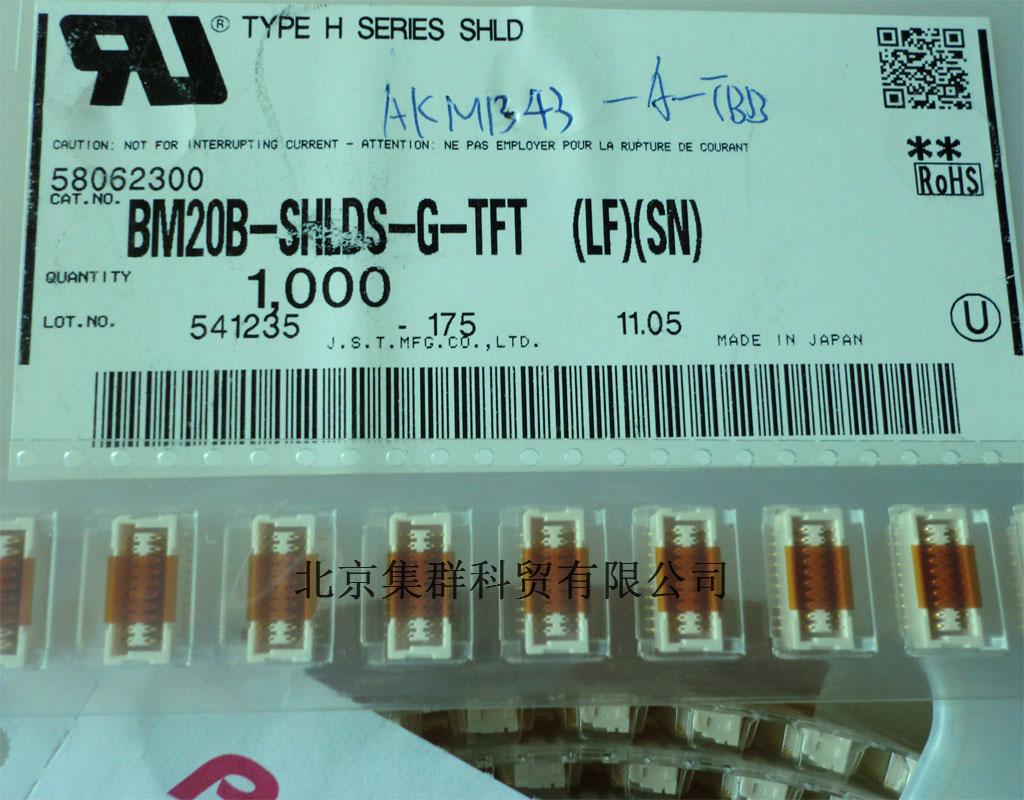 ® TYPE H SERIES SHLD
AKM1343-A-TBB
CAUTION: NOT FOR INTERRUPTING CURRENT - ATTENTION: NE PAS EMPLOYER POUR LA RUPTURE DE COURANT
58062300
**
RoHS
CAT.NO. BM20B-SHLDS-G-TFT (LF)(SN)
QUANTITY 1,000
LOT.NO. 541235 - 175 11.05
U
J.S.T.MFG.CO.,LTD. MADE IN JAPAN
北京集群科贸有限公司